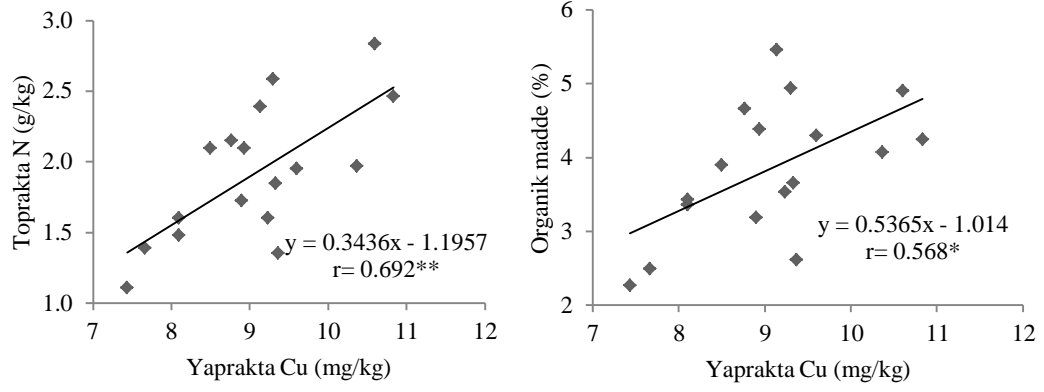 Toprakta N (g/kg)
3.0
2.5
2.0
1.5
1.0
y = 0.3436x - 1.1957
r= 0.692**
7 8 9 10 11 12
Yaprakta Cu (mg/kg)
Organik madde (%)
6
5
4
3
2
y = 0.5365x - 1.014
r= 0.568*
7 8 9 10 11 12
Yaprakta Cu (mg/kg)